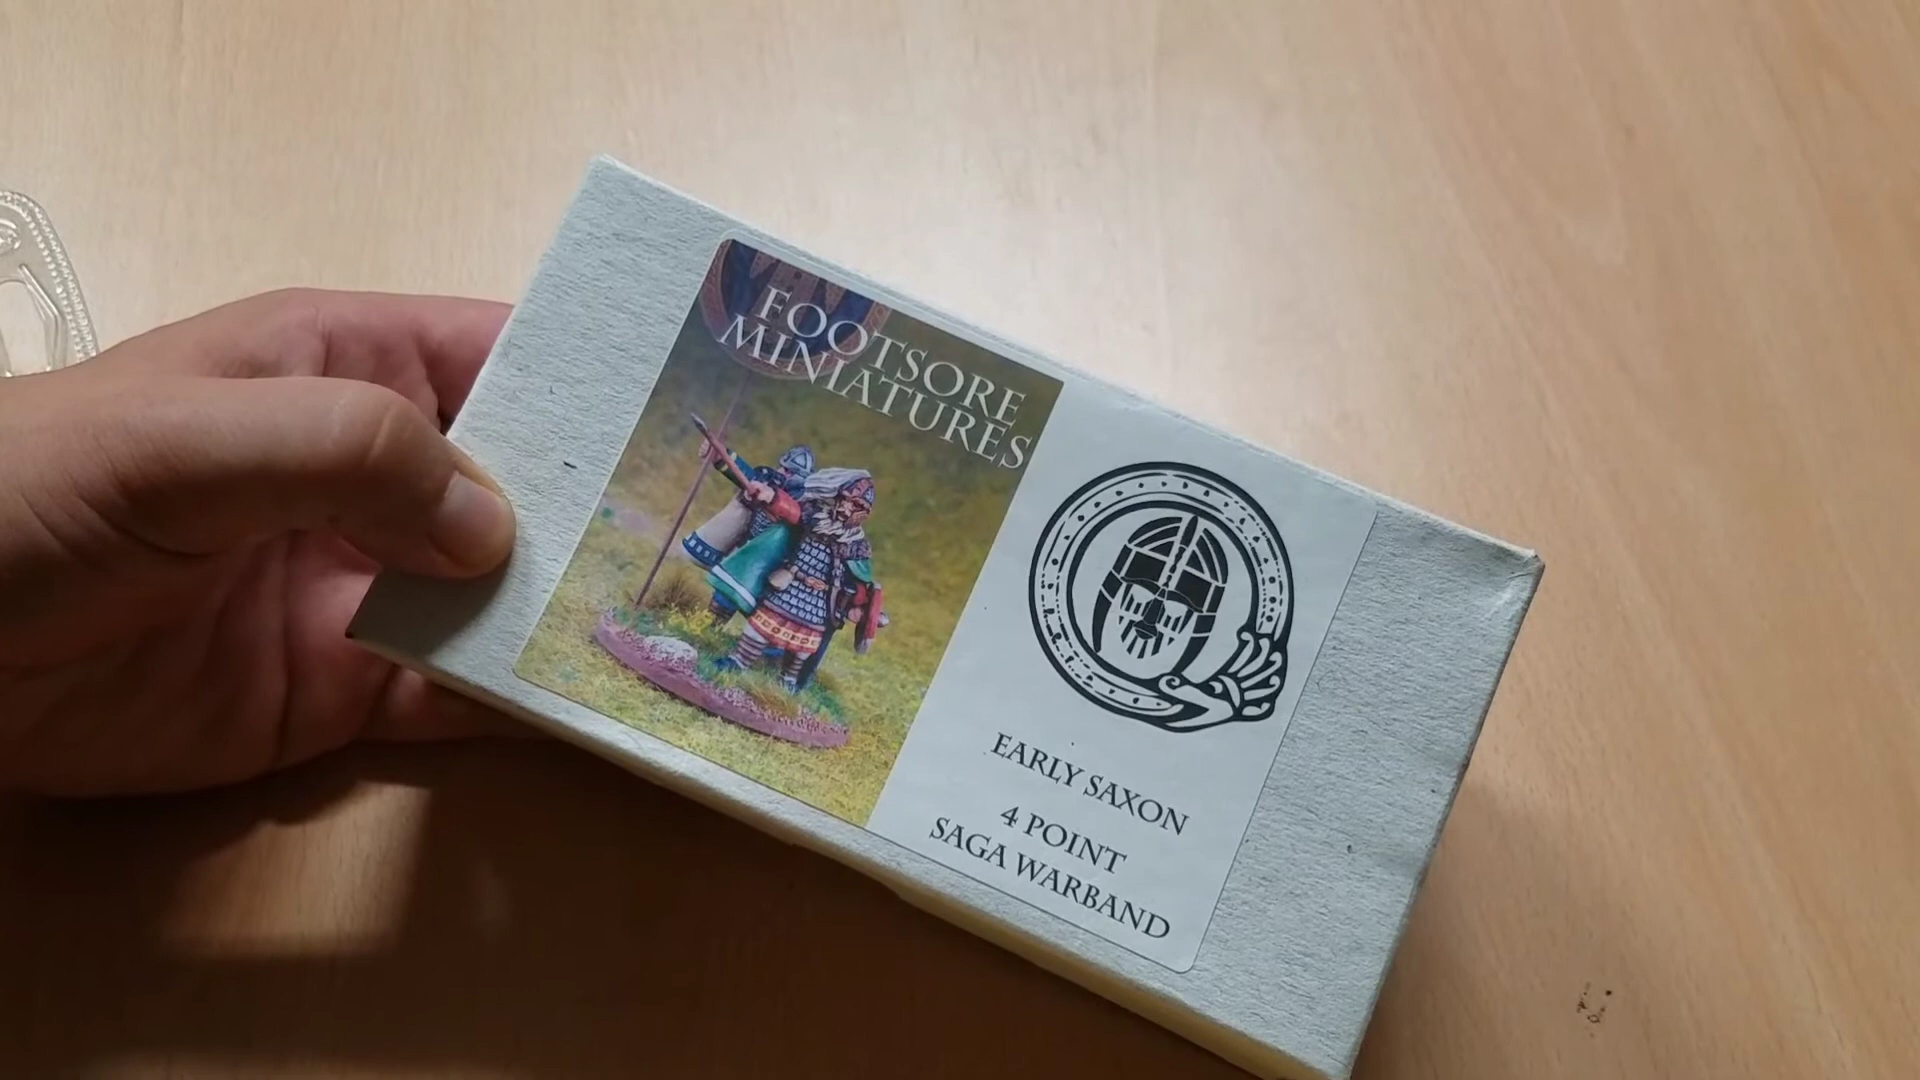 FOOTSORE
MINIATURES
EARLY SAXON
4 POINT
SAGA WARBAND